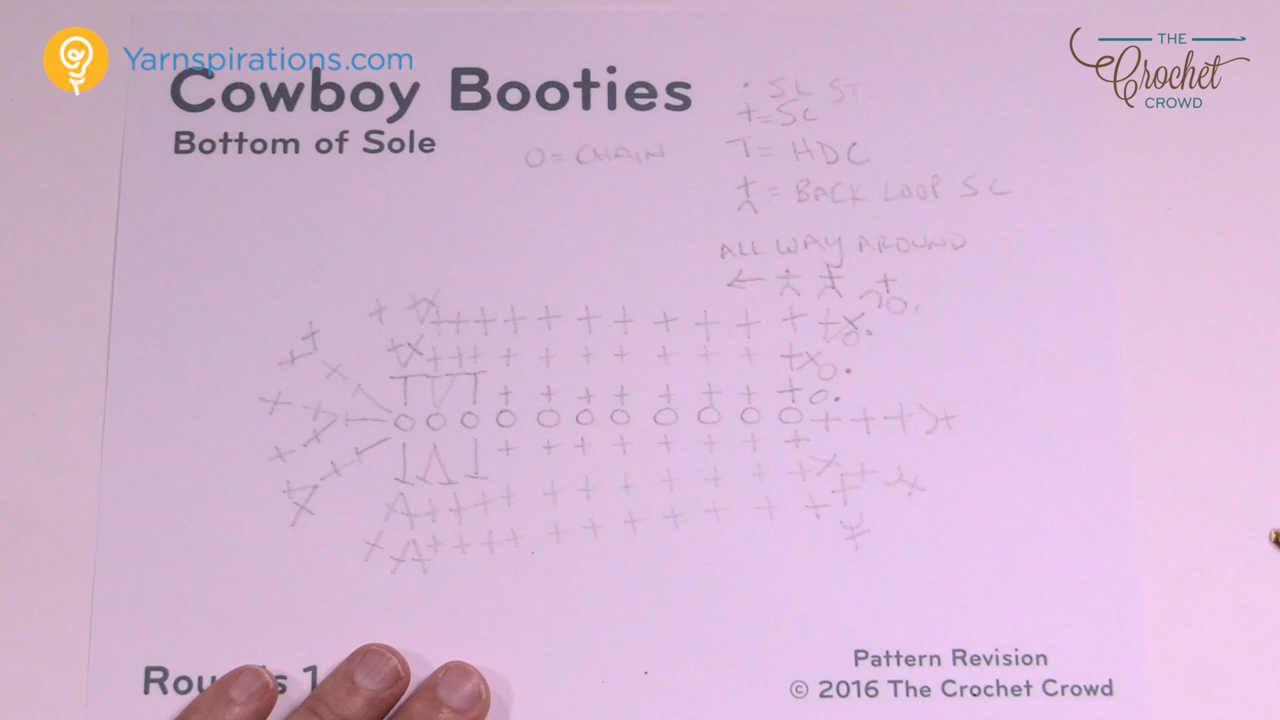 Yarnspirations.com
THE
Crochet
CROWD
Cowboy Booties
Bottom of Sole
O = CHAIN
• SL ST
+ = SC
T = HDC
= BACK LOOP SC
ALL WAY AROUND
Pattern Revision
© 2016 The Crochet Crowd